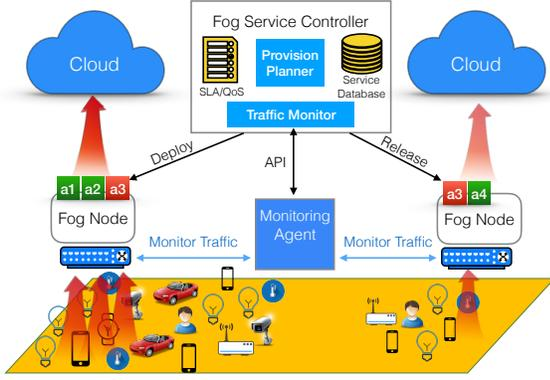 Fog Service Controller
Cloud
Cloud
Provision
Planner
SLA/QoS
Service
Database
Traffic Monitor
Deploy
API
Release
a1 a2 a3
a3 a4
Fog Node
Monitoring
Agent
Fog Node
Monitor Traffic
Monitor Traffic